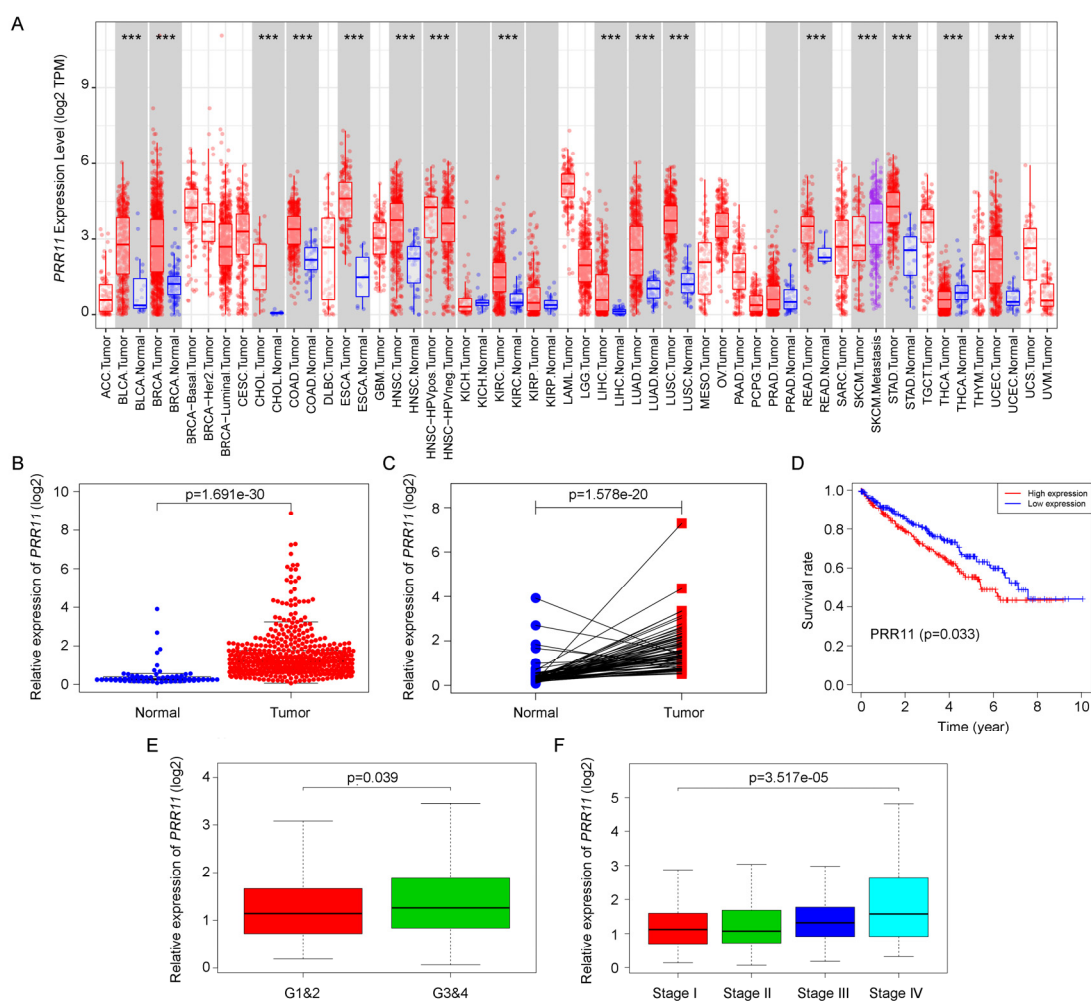 A
PRR11 Expression Level (log2 TPM)
9
6
3
0
*** *** *** *** *** *** *** *** *** *** *** *** *** *** *** ***
ACC.Tumor
BLCA.Tumor
BLCA.Normal
BRCA.Tumor
BRCA.Normal
BRCA-Basal.Tumor
BRCA-Her2.Tumor
BRCA-Luminal.Tumor
CESC.Tumor
CHOL.Tumor
CHOL.Normal
COAD.Tumor
COAD.Normal
DLBC.Tumor
ESCA.Tumor
ESCA.Normal
GBM.Tumor
HNSC.Tumor
HNSC.Normal
HNSC-HPVpos.Tumor
HNSC-HPVneg.Tumor
KICH.Tumor
KICH.Normal
KIRC.Tumor
KIRC.Normal
KIRP.Tumor
KIRP.Normal
LAML.Tumor
LGG.Tumor
LIHC.Tumor
LIHC.Normal
LUAD.Tumor
LUAD.Normal
LUSC.Tumor
LUSC.Normal
MESO.Tumor
OV.Tumor
PAAD.Tumor
PCPG.Tumor
PRAD.Tumor
PRAD.Normal
READ.Tumor
READ.Normal
SARC.Tumor
SKCM.Tumor
SKCM.Metastasis
STAD.Tumor
STAD.Normal
TGCT.Tumor
THCA.Tumor
THCA.Normal
THYM.Tumor
UCEC.Tumor
UCEC.Normal
UCS.Tumor
UVM.Tumor
B
Relative expression of PRR11 (log2)
p=1.691e-30
10
8
6
4
2
0
Normal Tumor
C
Relative expression of PRR11 (log2)
p=1.578e-20
8
6
4
2
0
Normal Tumor
D
Survival rate
High expression
Low expression
1.0
0.8
0.6
0.4
0.2
0.0
PRR11 (p=0.033)
0 2 4 6 8 10
Time (year)
E
Relative expression of PRR11 (log2)
p=0.039
4
3
2
1
0
G1&2 G3&4
F
Relative expression of PRR11 (log2)
p=3.517e-05
5
4
3
2
1
0
Stage I Stage II Stage III Stage IV